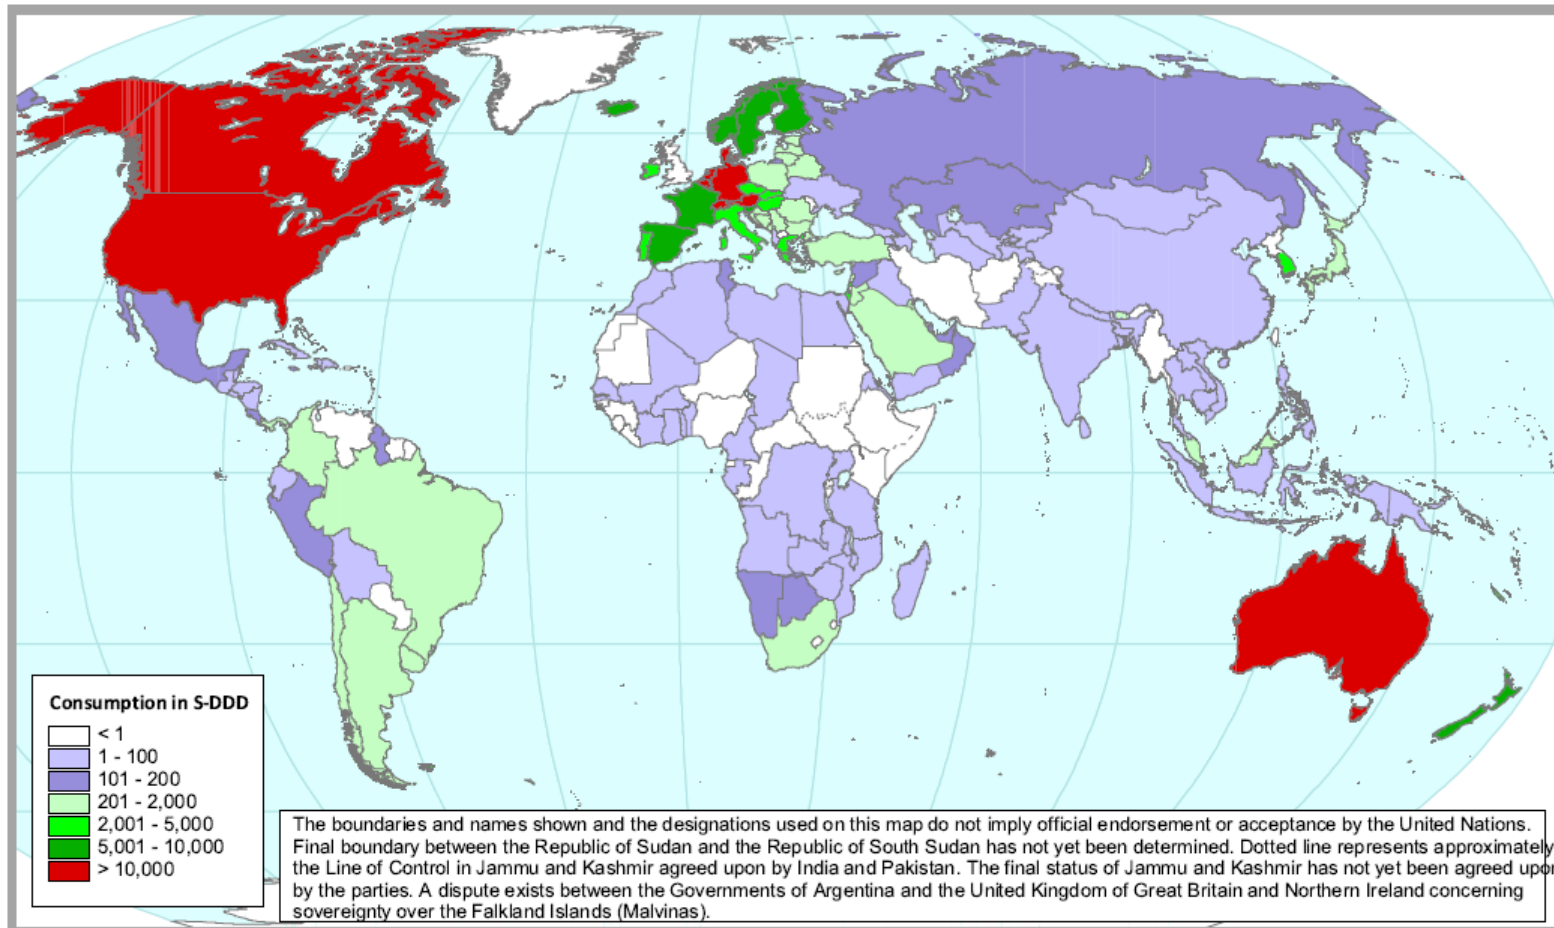 Consumption in S-DDD
< 1
1 - 100
101 - 200
201 - 2,000
2,001 - 5,000
5,001 - 10,000
> 10,000
The boundaries and names shown and the designations used on this map do not imply official endorsement or acceptance by the United Nations.
Final boundary between the Republic of Sudan and the Republic of South Sudan has not yet been determined. Dotted line represents approximately
the Line of Control in Jammu and Kashmir agreed upon by India and Pakistan. The final status of Jammu and Kashmir has not yet been agreed upon
by the parties. A dispute exists between the Governments of Argentina and the United Kingdom of Great Britain and Northern Ireland concerning
sovereignty over the Falkland Islands (Malvinas).